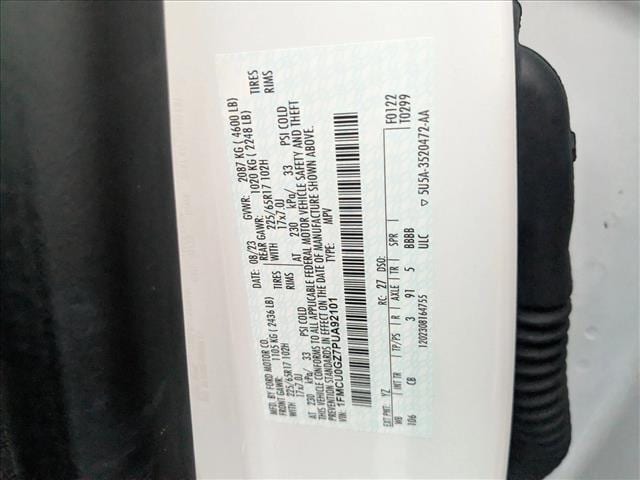 MFD. BY FORD MOTOR CO.
DATE: 08/23 GVWR: 2087 KG ( 4600 LB)
FRONT GAWR: 1105 KG ( 2436 LB) REAR GAWR: 1020 KG ( 2248 LB)
WITH 225/65R17 102H TIRES WITH 225/65R17 102H TIRES
17x7.0J RIMS 17x7.0J RIMS
AT 230 kPa/ 33 PSI COLD AT 230 kPa/ 33 PSI COLD
THIS VEHICLE CONFORMS TO ALL APPLICABLE FEDERAL MOTOR VEHICLE SAFETY AND THEFT
PREVENTION STANDARDS IN EFFECT ON THE DATE OF MANUFACTURE SHOWN ABOVE.
VIN: 1FMCU0GZ7PUA92101 TYPE: MPV
F0122
T0299
EXT PNT: YZ RC: 27 DSO:
WB INT TR TP/PS R AXLE TR SPR
106 CB 3 91 5 BBBB
1202308164755 ULC
5U5A-3520472-AA